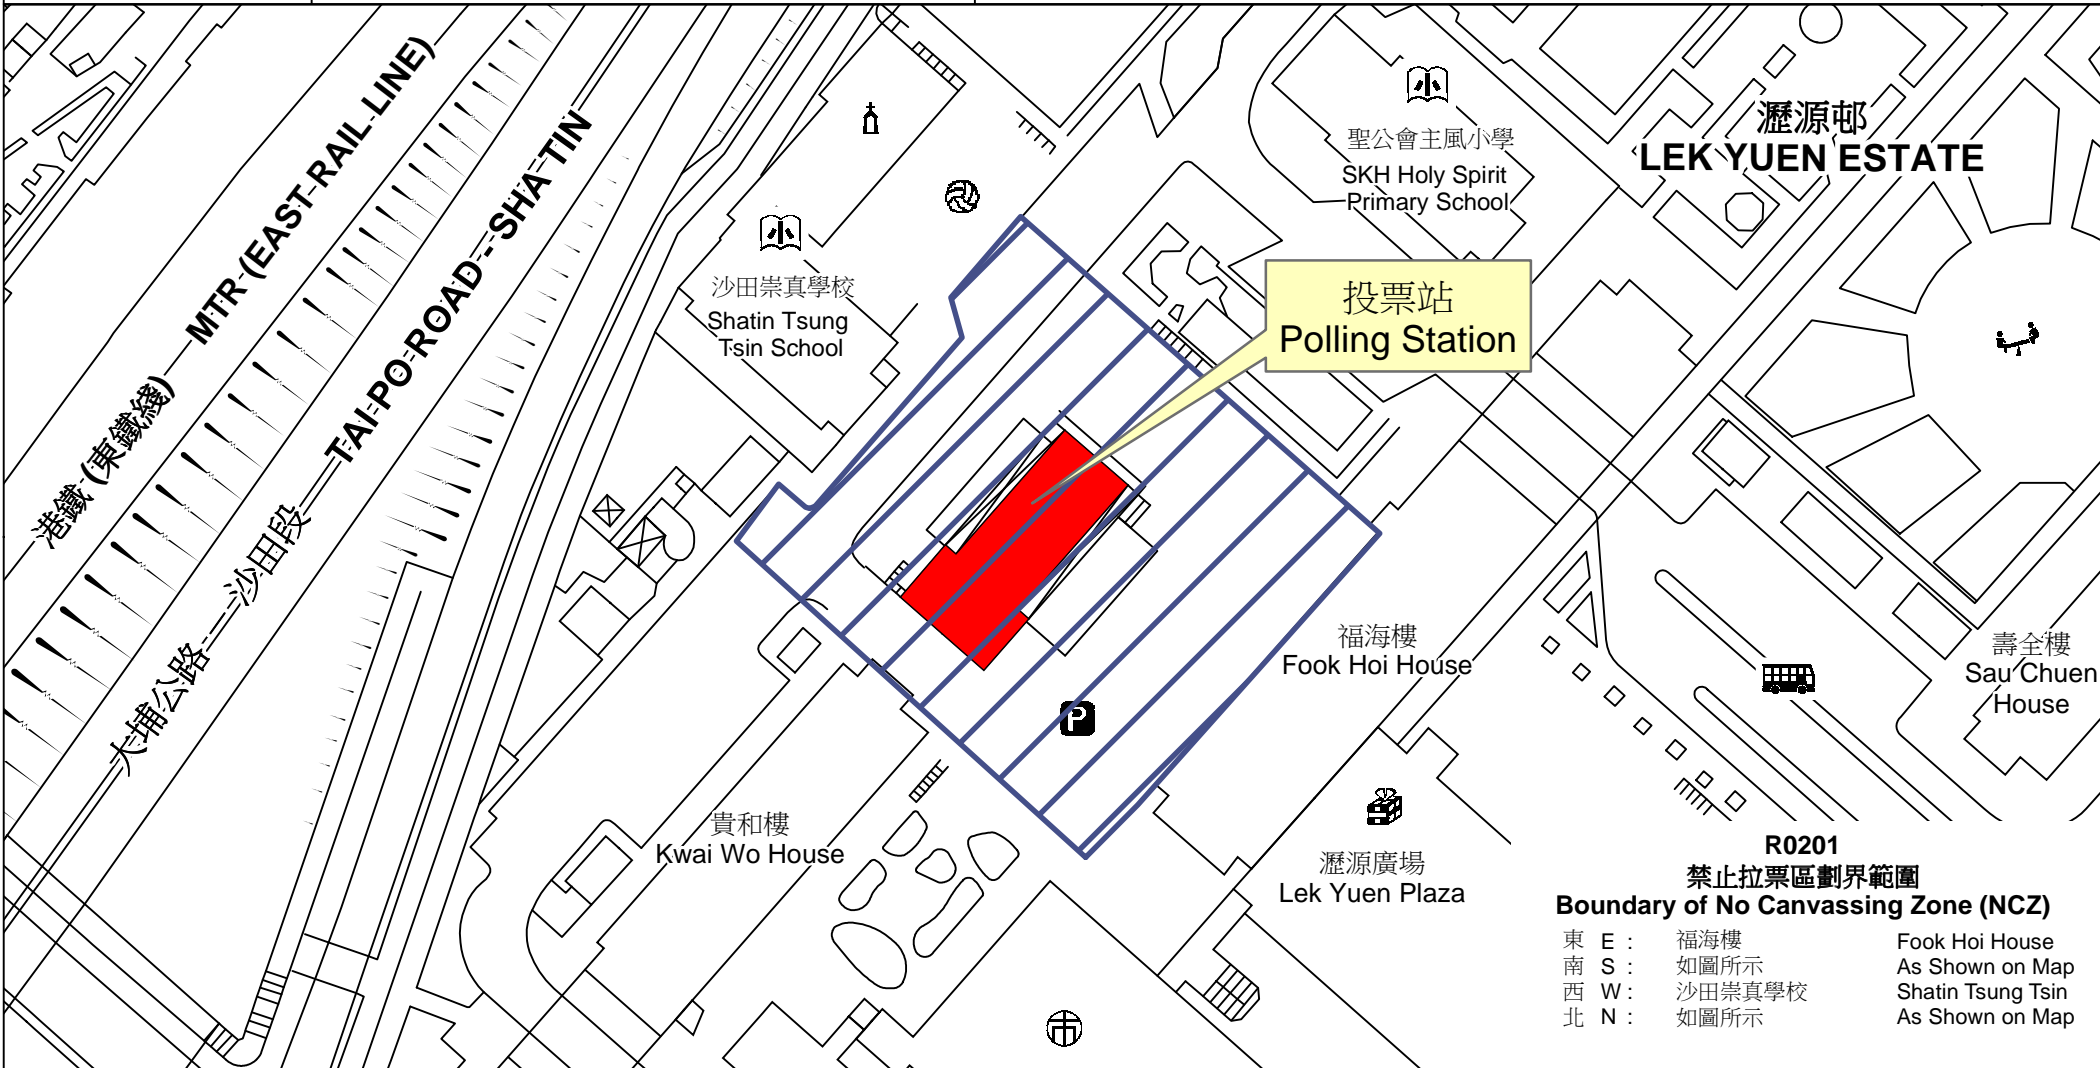 港鐵 (東鐵綫)
MTR (EAST RAIL LINE)
大埔公路 — 沙田段
TAI PO ROAD - SHA TIN
沙田崇真學校
Shatin Tsung
Tsin School
聖公會主風小學
SKH Holy Spirit
Primary School
瀝源邨
LEK YUEN ESTATE
投票站
Polling Station
福海樓
Fook Hoi House
壽全樓
Sau Chuen
House
P
貴和樓
Kwai Wo House
瀝源廣場
Lek Yuen Plaza
R0201
禁止拉票區劃界範圍
Boundary of No Canvassing Zone (NCZ)
東 E : 福海樓 Fook Hoi House
南 S : 如圖所示 As Shown on Map
西 W : 沙田崇真學校 Shatin Tsung Tsin
北 N : 如圖所示 As Shown on Map